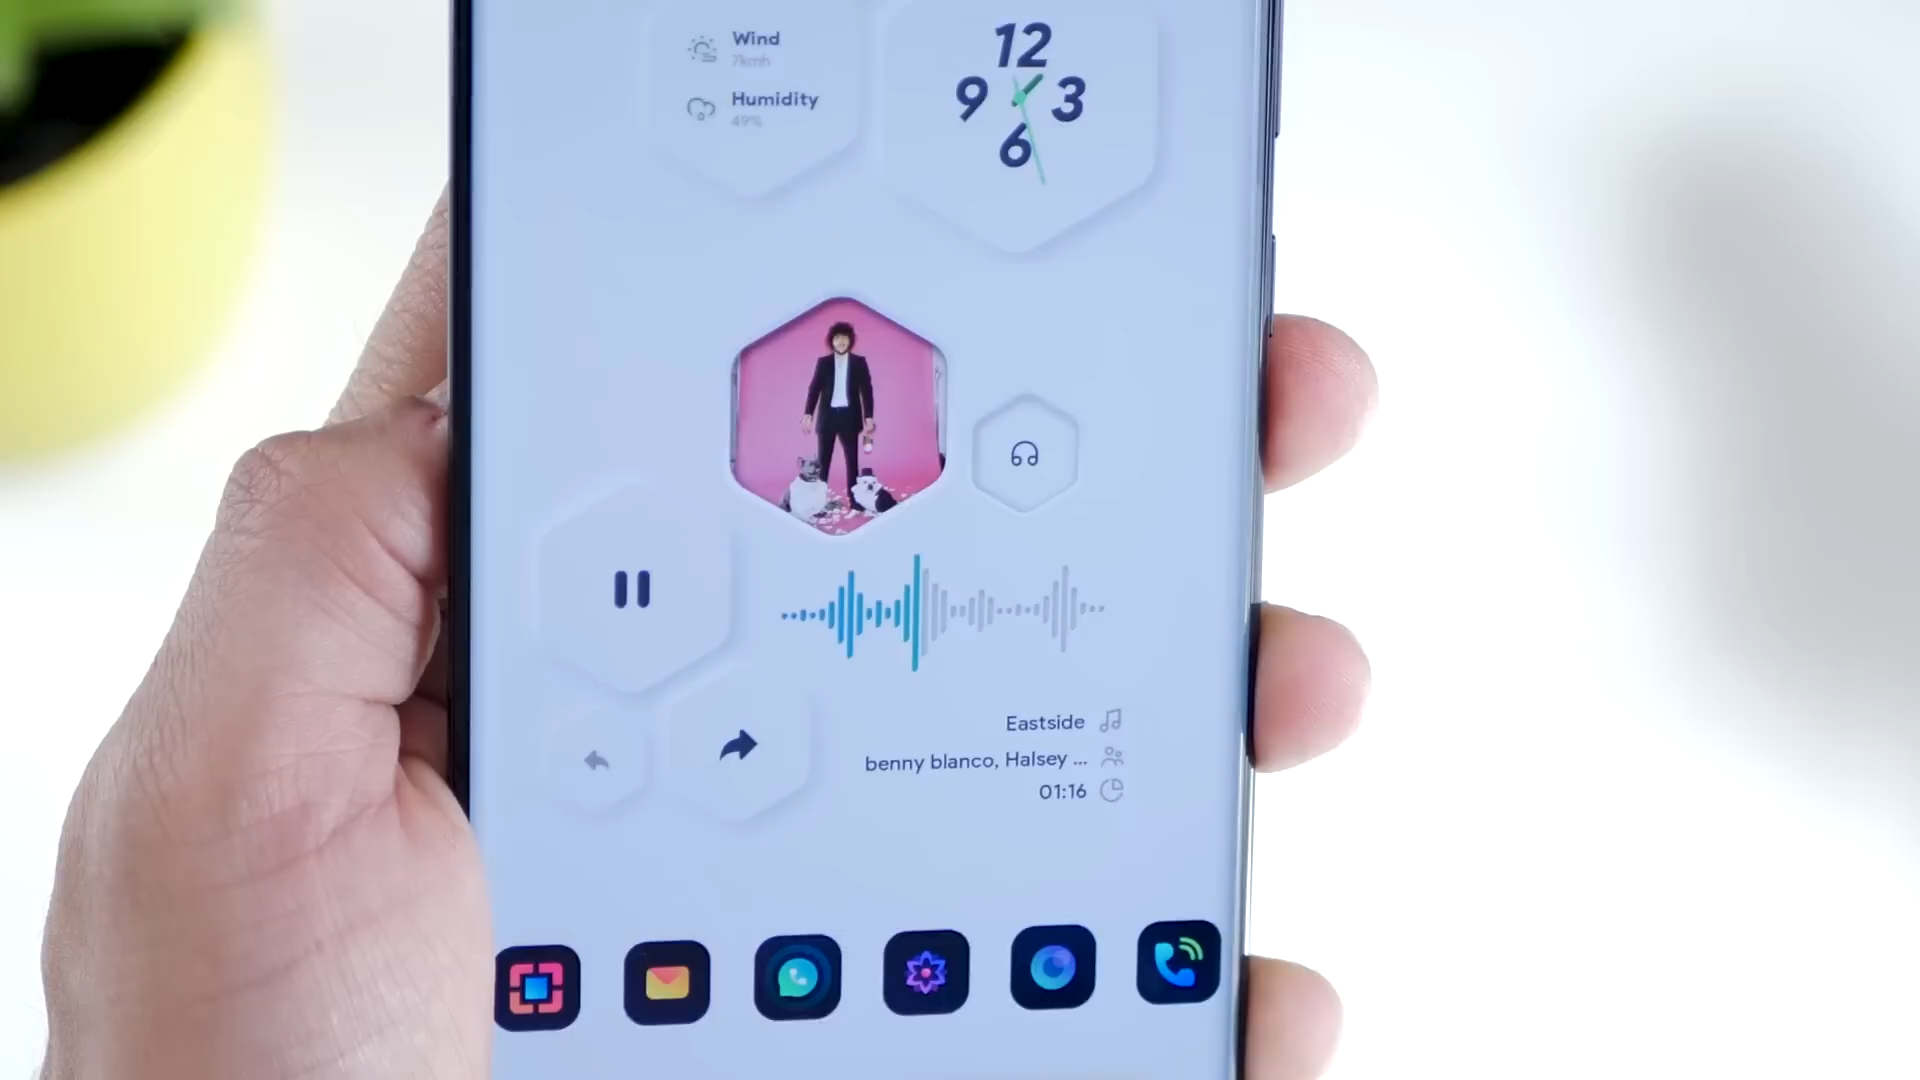 Wind
7kmh
Humidity
49%
12
9 3
6
Eastside
benny blanco, Halsey ...
01:16